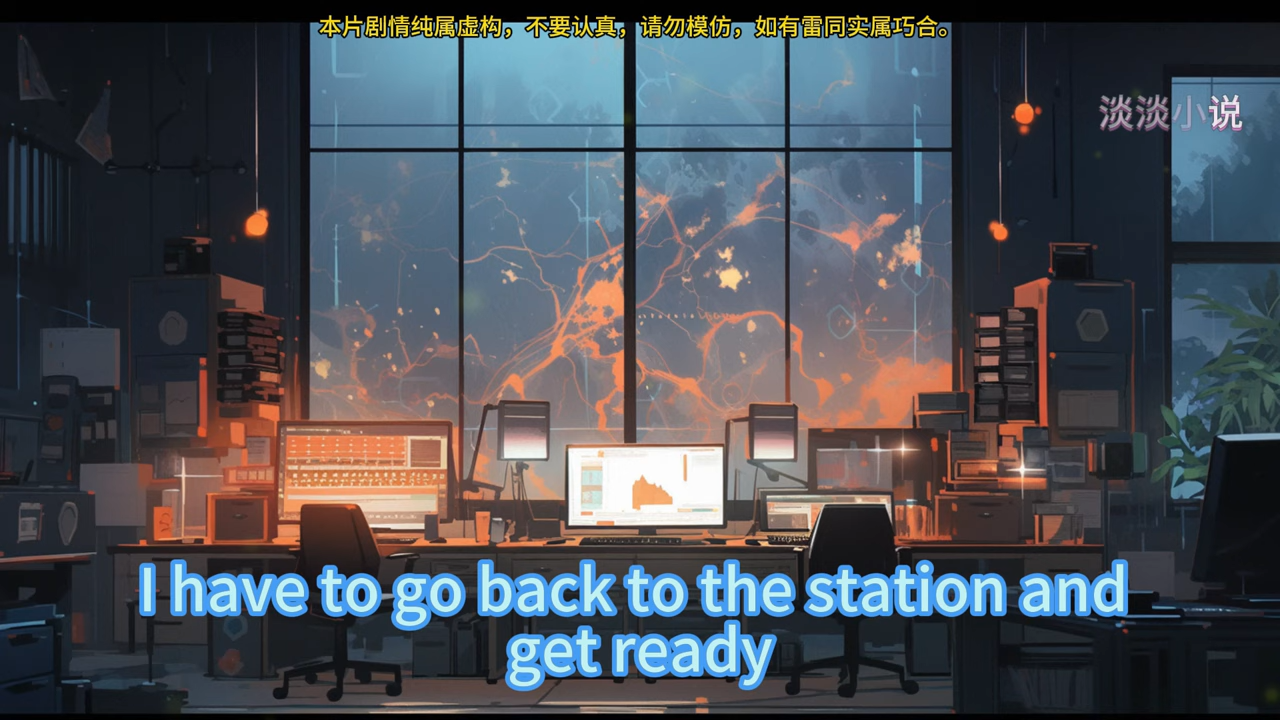 本片剧情纯属虚构，不要认真，请勿模仿，如有雷同实属巧合。
淡淡小说
I have to go back to the station and
get ready